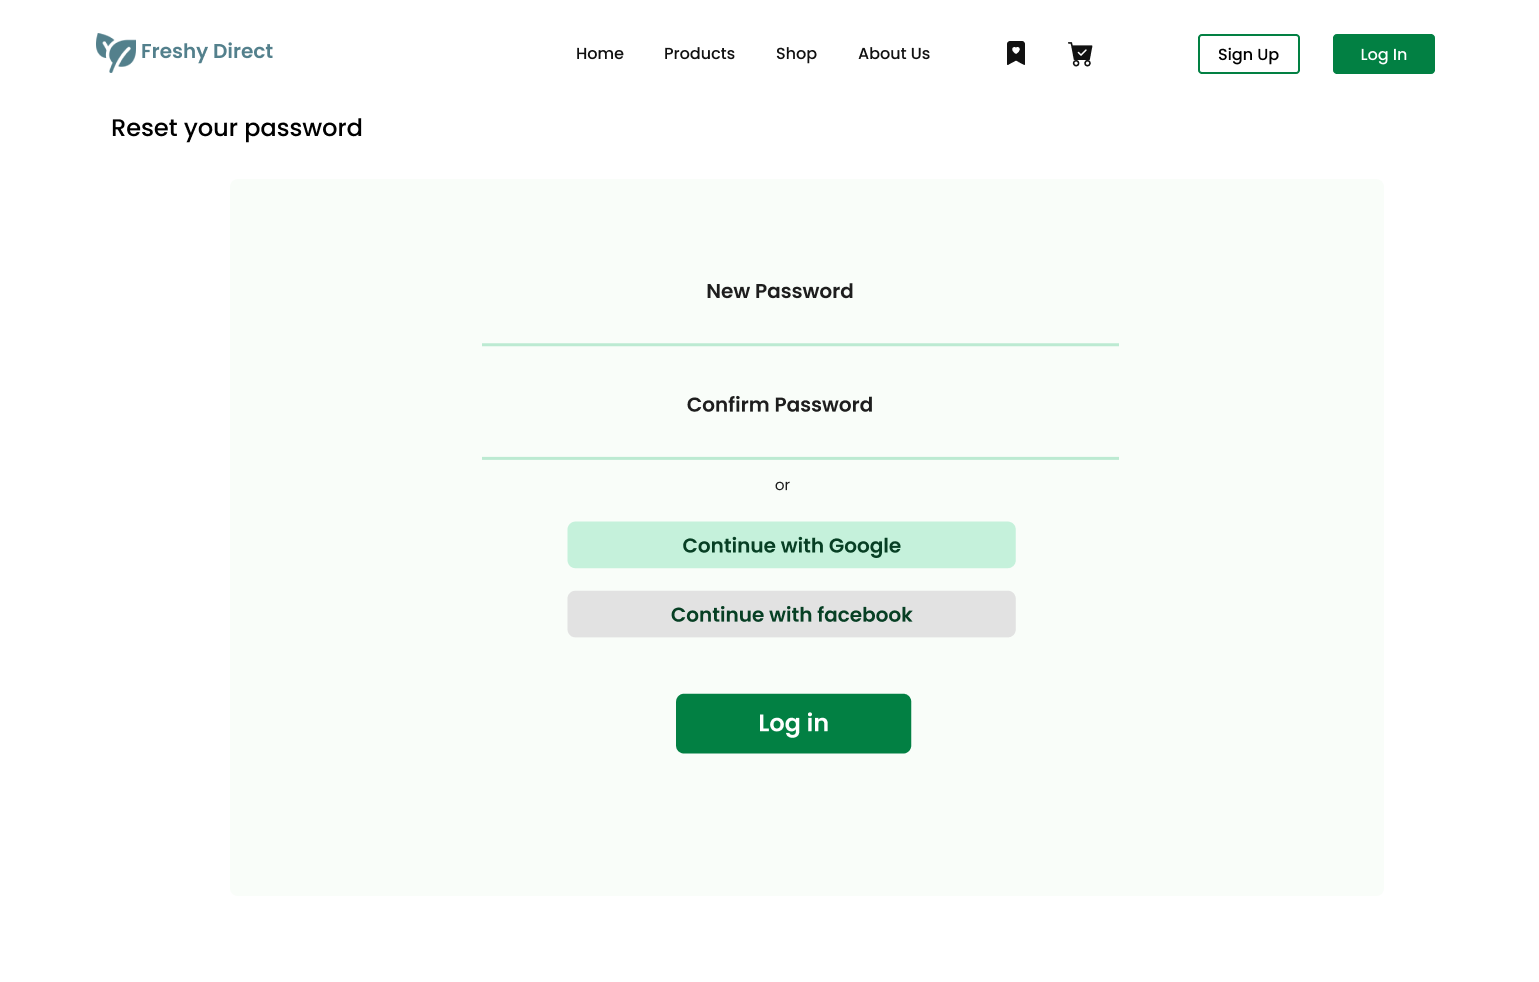 Freshy Direct
Home
Products
Shop
About Us
Sign Up
Log In
Reset your password
New Password
Confirm Password
or
Continue with Google
Continue with facebook
Log in